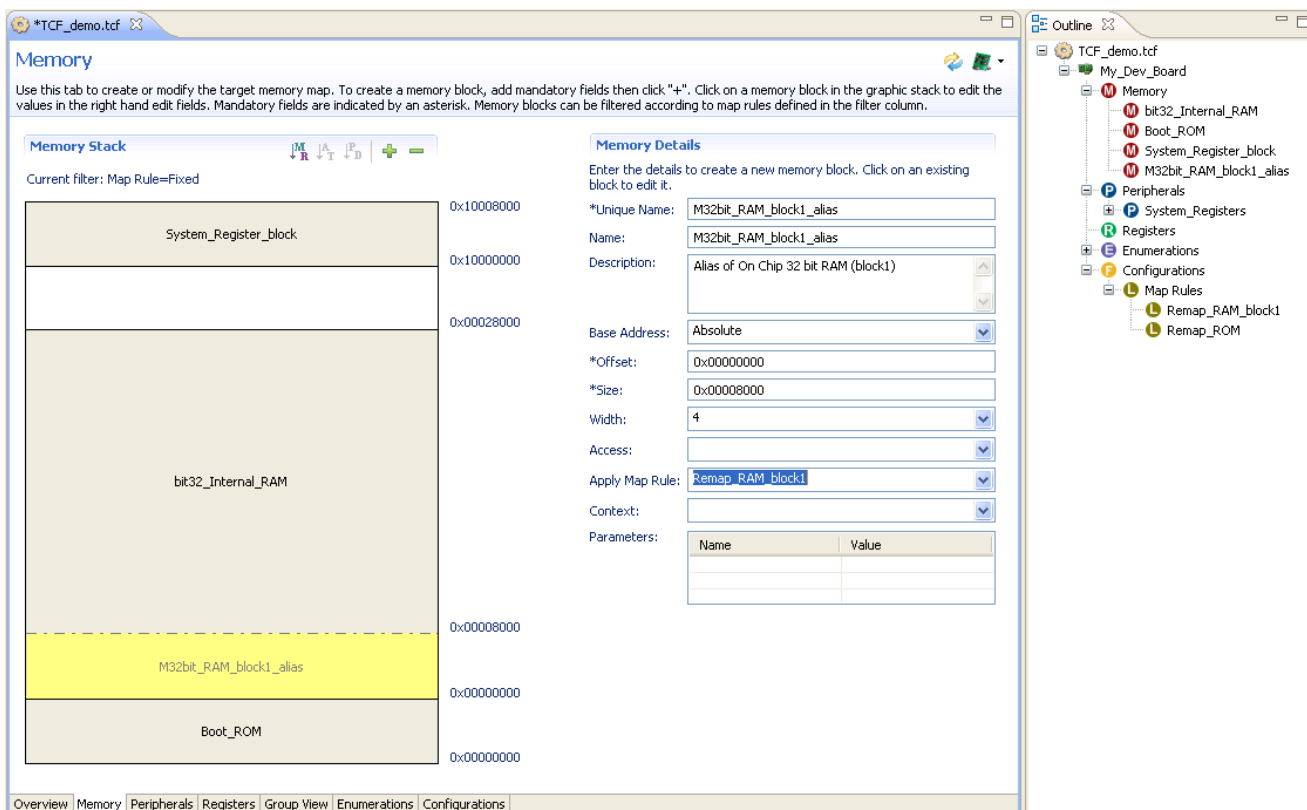 *TCF_demo.tcf
Memory
Use this tab to create or modify the target memory map. To create a memory block, add mandatory fields then click "+". Click on a memory block in the graphic stack to edit the
values in the right hand edit fields. Mandatory fields are indicated by an asterisk. Memory blocks can be filtered according to map rules defined in the filter column.
Memory Stack
M R A T P D
Current filter: Map Rule=Fixed
0x10008000
System_Register_block
0x10000000
0x00028000
bit32_Internal_RAM
0x00008000
M32bit_RAM_block1_alias
0x00000000
Boot_ROM
0x00000000
Memory Details
Enter the details to create a new memory block. Click on an existing
block to edit it.
*Unique Name: M32bit_RAM_block1_alias
Name: M32bit_RAM_block1_alias
Description: Alias of On Chip 32 bit RAM (block1)
Base Address: Absolute
*Offset: 0x00000000
*Size: 0x00008000
Width: 4
Access:
Apply Map Rule: Remap_RAM_block1
Context:
Parameters:
Name Value
Overview Memory Peripherals Registers Group View Enumerations Configurations
Outline
TCF_demo.tcf
My_Dev_Board
M Memory
M bit32_Internal_RAM
M Boot_ROM
M System_Register_block
M M32bit_RAM_block1_alias
P Peripherals
P System_Registers
R Registers
E Enumerations
F Configurations
L Map Rules
L Remap_RAM_block1
L Remap_ROM